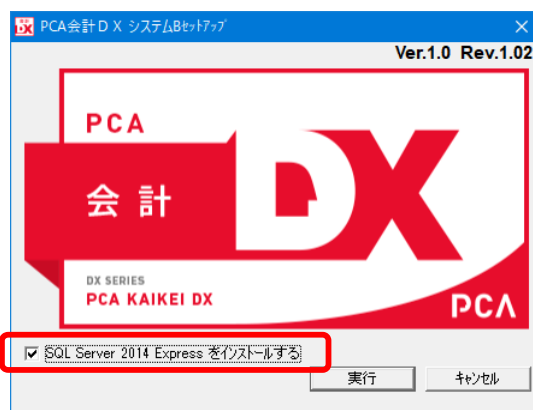 PCA会計ＤＸ システムBｾｯﾄｱｯﾌﾟ
Ver.1.0 Rev.1.02
PCA
会計
DX
DX SERIES
PCA KAIKEI DX
PCA
SQL Server 2014 Express をｲﾝｽﾄｰﾙする
実行
ｷｬﾝｾﾙ